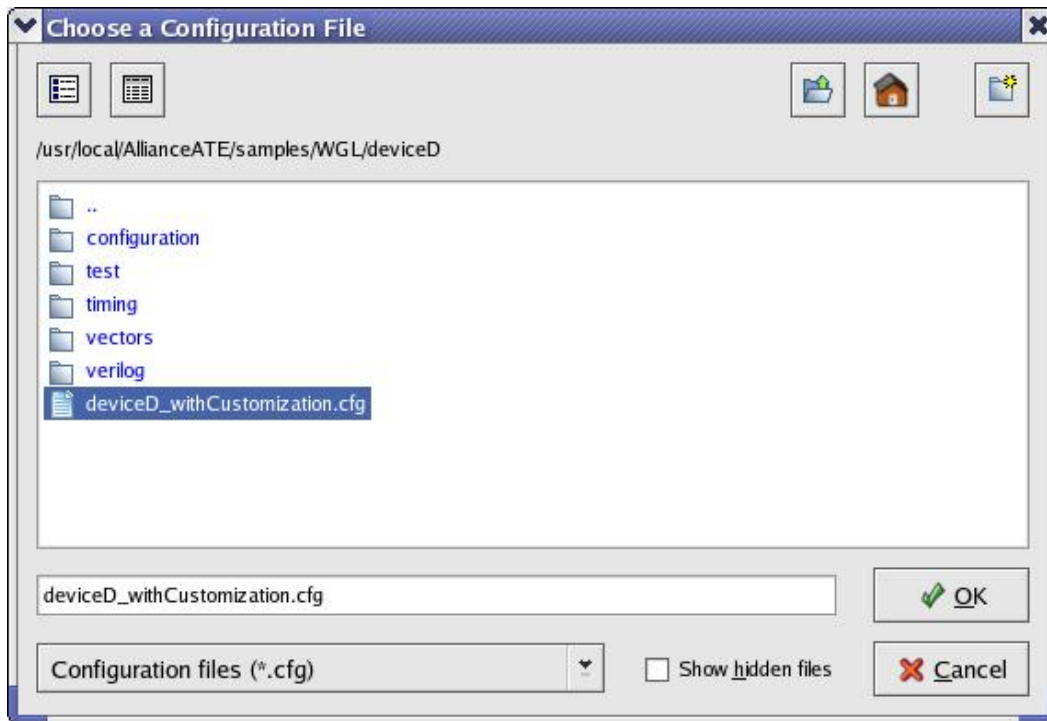 Choose a Configuration File
/usr/local/AllianceATE/samples/WGL/deviceD
..
configuration
test
timing
vectors
verilog
deviceD_withCustomization.cfg
deviceD_withCustomization.cfg
OK
Configuration files (*.cfg)
Show hidden files
Cancel